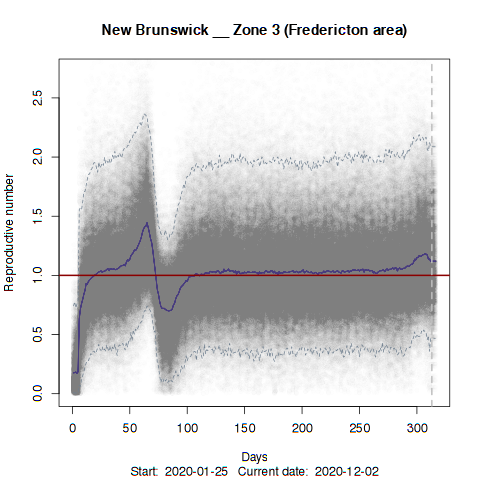 New Brunswick __ Zone 3 (Fredericton area)
Reproductive number
2.5
2.0
1.5
1.0
0.5
0.0
0 50 100 150 200 250 300
Days
Start: 2020-01-25 Current date: 2020-12-02